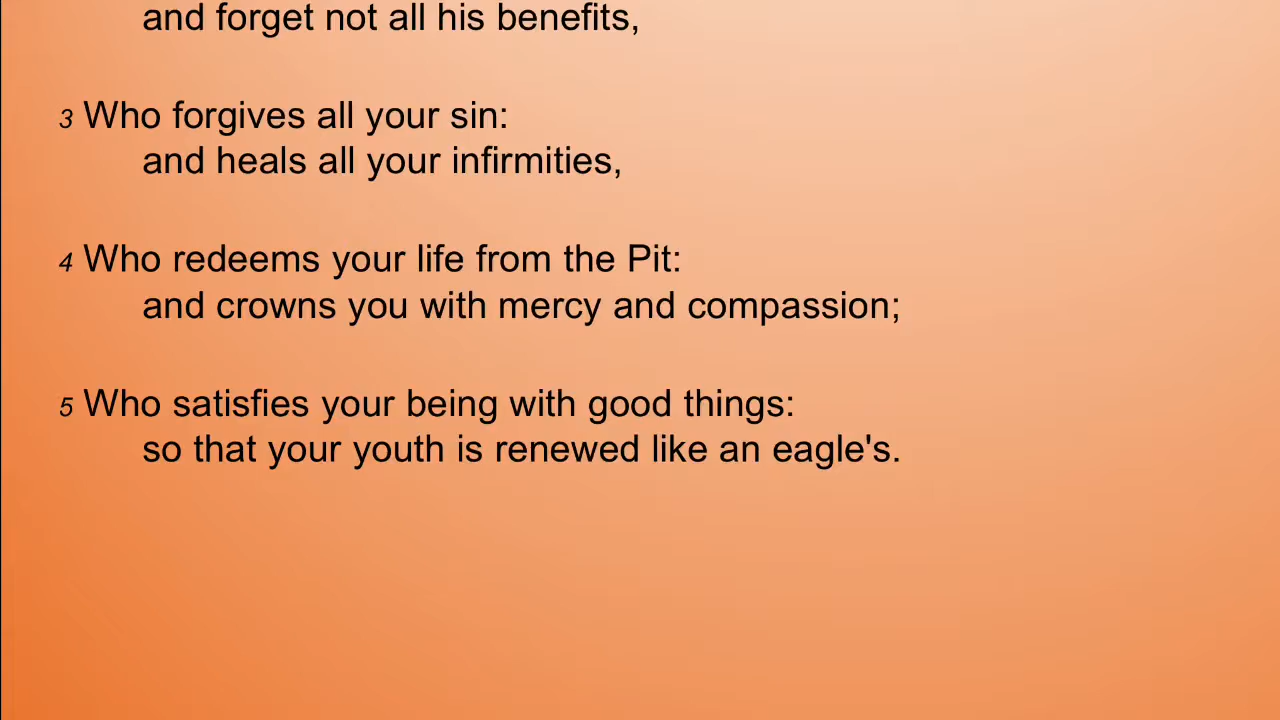 and forget not all his benefits,
3 Who forgives all your sin:
and heals all your infirmities,
4 Who redeems your life from the Pit:
and crowns you with mercy and compassion;
5 Who satisfies your being with good things:
so that your youth is renewed like an eagle's.